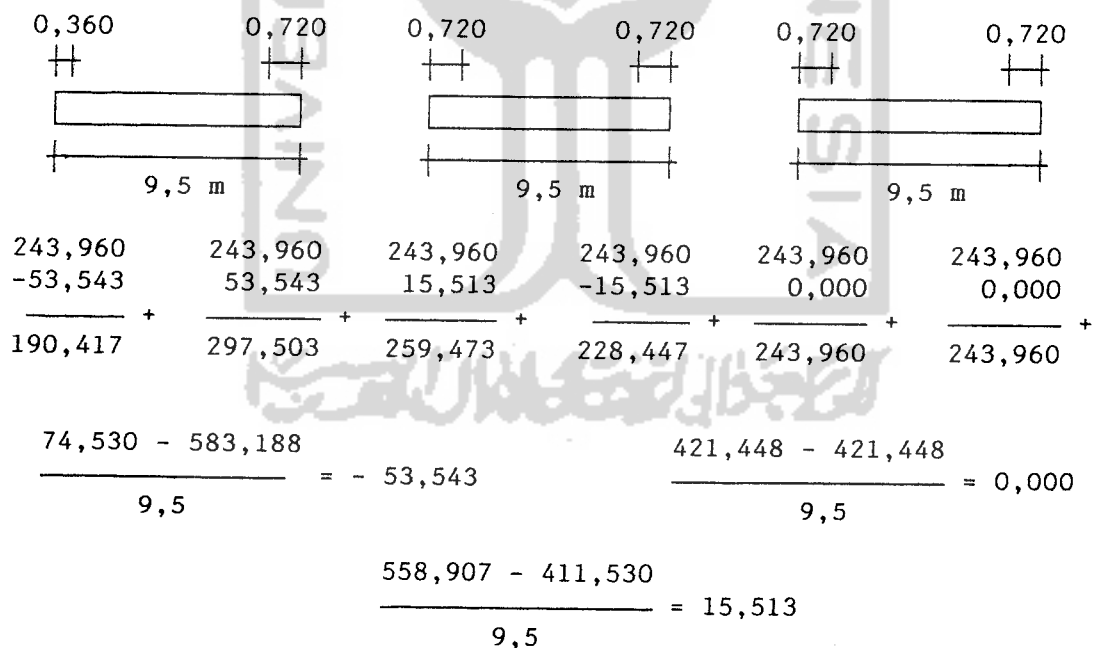 0,360 0,720 0,720 0,720 0,720 0,720
9,5 m 9,5 m 9,5 m
243,960 243,960 243,960 243,960 243,960 243,960
-53,543 53,543 15,513 -15,513 0,000 0,000
+ + + + + +
190,417 297,503 259,473 228,447 243,960 243,960
74,530 - 583,188 421,448 - 421,448
= - 53,543 = 0,000
9,5 9,5
558,907 - 411,530
= 15,513
9,5